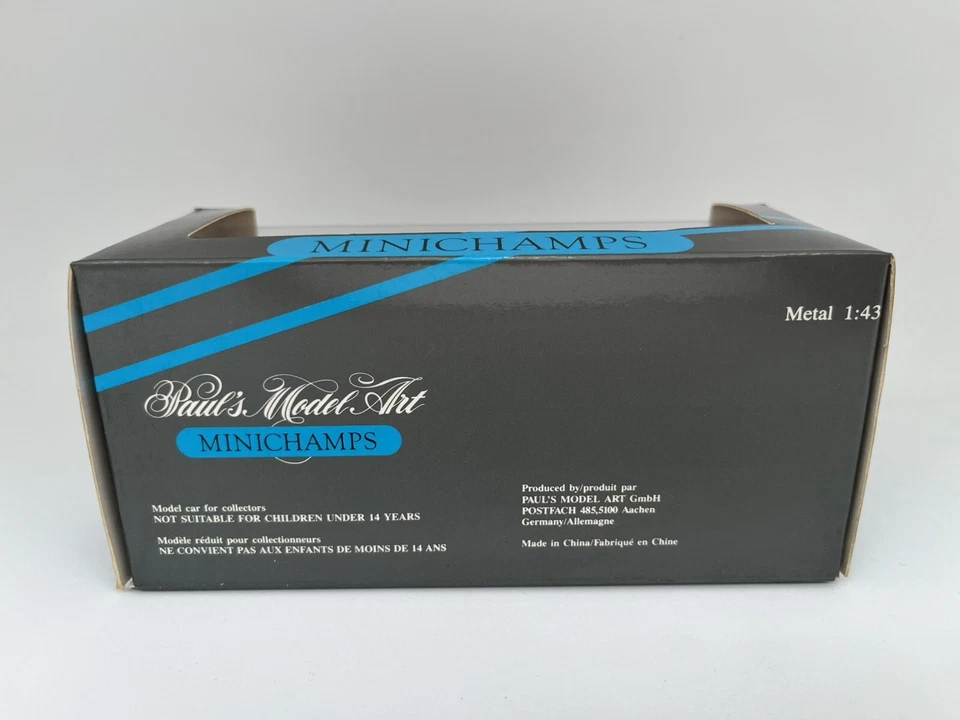 MINICHAMPS
Metal 1:43
Paul's Model Art
MINICHAMPS
Model car for collectors
NOT SUITABLE FOR CHILDREN UNDER 14 YEARS
Modèle réduit pour collectionneurs
NE CONVIENT PAS AUX ENFANTS DE MOINS DE 14 ANS
Produced by/produit par
PAUL'S MODEL ART GmbH
POSTFACH 485,5100 Aachen
Germany/Allemagne
Made in China/Fabriqué en Chine